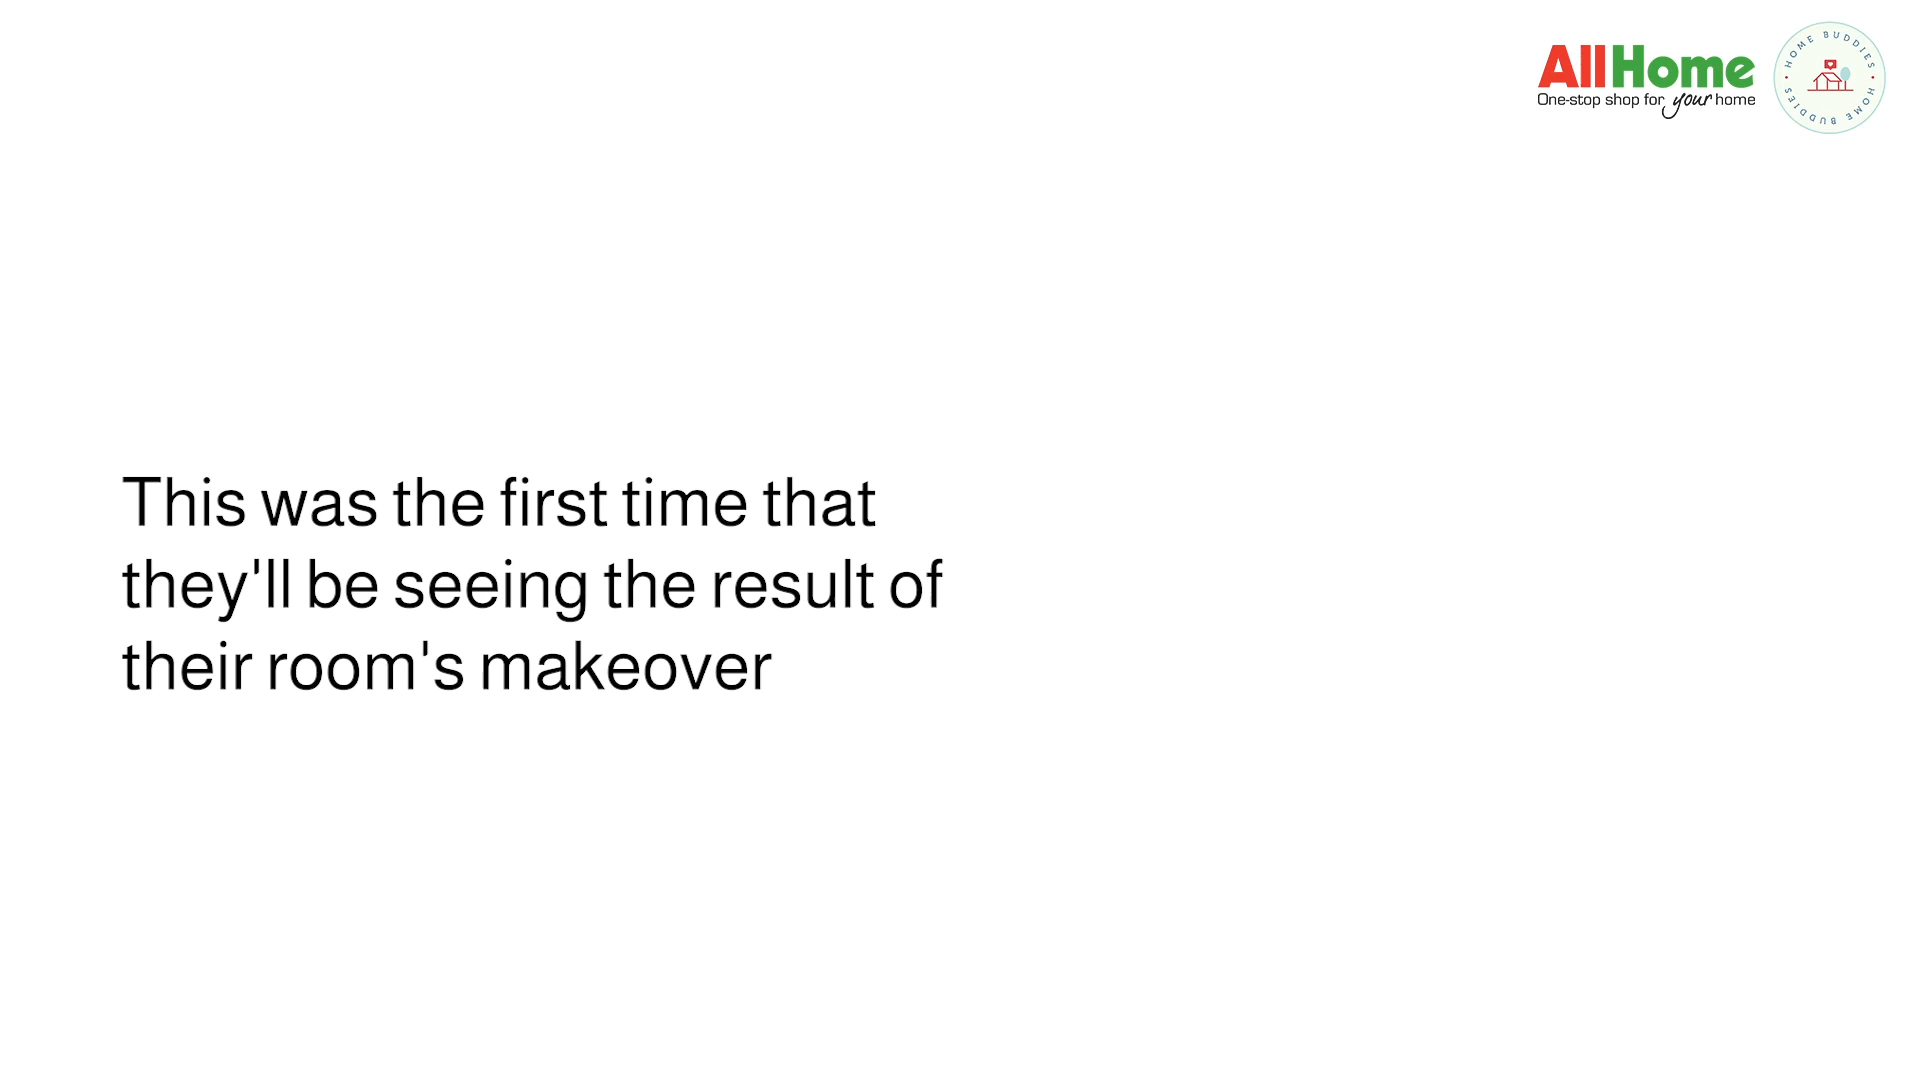 AllHome
One-stop shop for your home
HOME BUDDIES • HOME BUDDIES •
This was the first time that
they'll be seeing the result of
their room's makeover